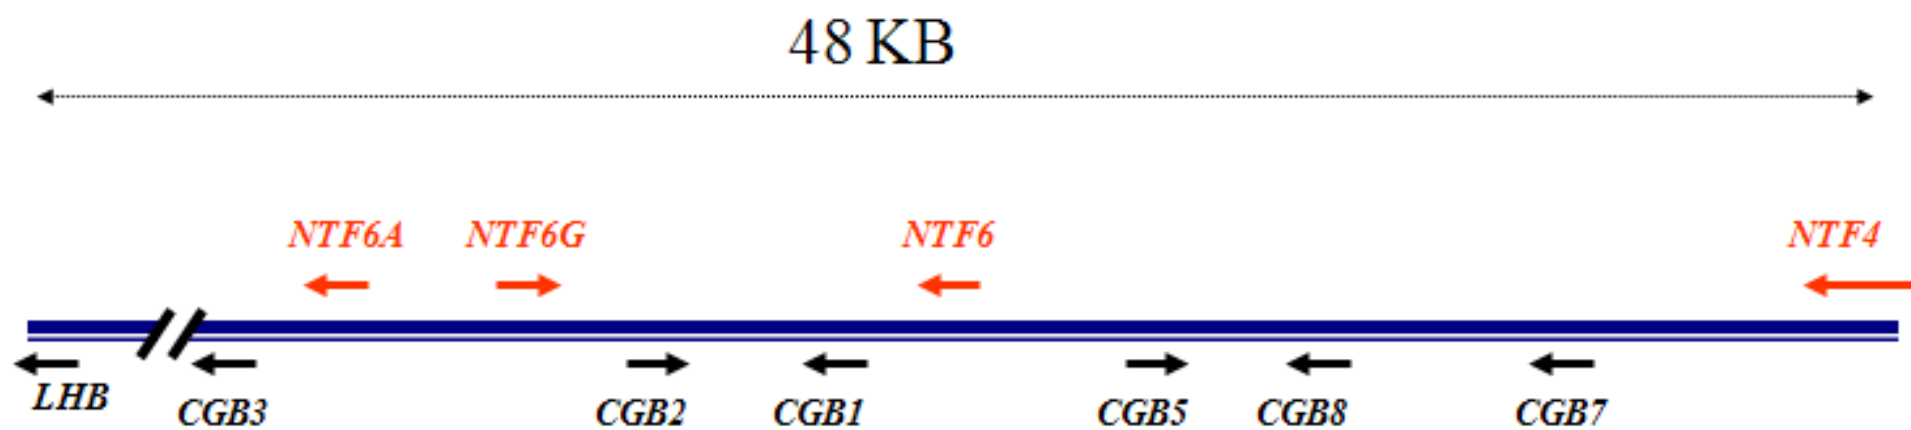 48 KB
NTF6A NTF6G NTF6 NTF4
LHB CGB3 CGB2 CGB1 CGB5 CGB8 CGB7